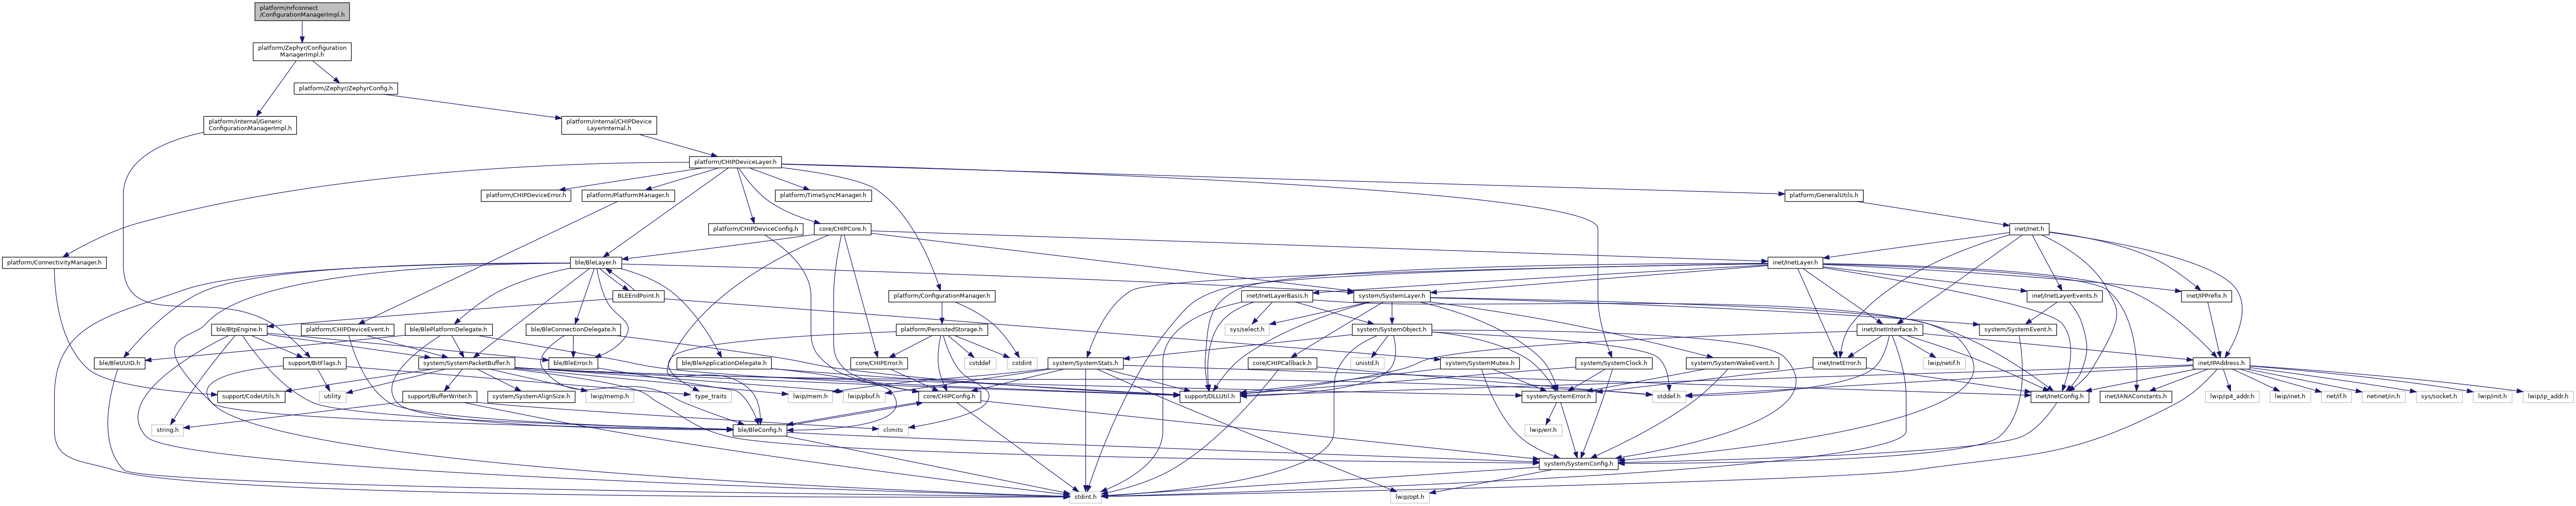 platform/nrfconnect
/ConfigurationManagerImpl.h
platform/Zephyr/Configuration
ManagerImpl.h
platform/Zephyr/ZephyrConfig.h
platform/internal/Generic
ConfigurationManagerImpl.h
platform/internal/CHIPDevice
LayerInternal.h
platform/CHIPDeviceLayer.h
platform/CHIPDeviceError.h
platform/PlatformManager.h
platform/TimeSyncManager.h
platform/GeneralUtils.h
platform/CHIPDeviceConfig.h
core/CHIPCore.h
inet/Inet.h
platform/ConnectivityManager.h
ble/BleLayer.h
inet/InetLayer.h
BLEEndPoint.h
platform/ConfigurationManager.h
inet/InetLayerBasis.h
system/SystemLayer.h
inet/InetLayerEvents.h
inet/IPPrefix.h
ble/BtpEngine.h
platform/CHIPDeviceEvent.h
ble/BlePlatformDelegate.h
ble/BleConnectionDelegate.h
platform/PersistedStorage.h
sys/select.h
system/SystemObject.h
inet/InetInterface.h
system/SystemEvent.h
ble/BleUUID.h
support/BitFlags.h
system/SystemPacketBuffer.h
ble/BleError.h
ble/BleApplicationDelegate.h
core/CHIPError.h
cstddef
cstdint
system/SystemStats.h
core/CHIPCallback.h
unistd.h
system/SystemMutex.h
system/SystemClock.h
system/SystemWakeEvent.h
inet/InetError.h
lwip/netif.h
inet/IPAddress.h
support/CodeUtils.h
utility
support/BufferWriter.h
system/SystemAlignSize.h
lwip/memp.h
type_traits
lwip/mem.h
lwip/pbuf.h
core/CHIPConfig.h
support/DLLUtil.h
system/SystemError.h
stddef.h
inet/InetConfig.h
inet/IANAConstants.h
lwip/ip4_addr.h
lwip/inet.h
net/if.h
netinet/in.h
sys/socket.h
lwip/init.h
lwip/ip_addr.h
string.h
ble/BleConfig.h
climits
lwip/err.h
system/SystemConfig.h
stdint.h
lwip/opt.h